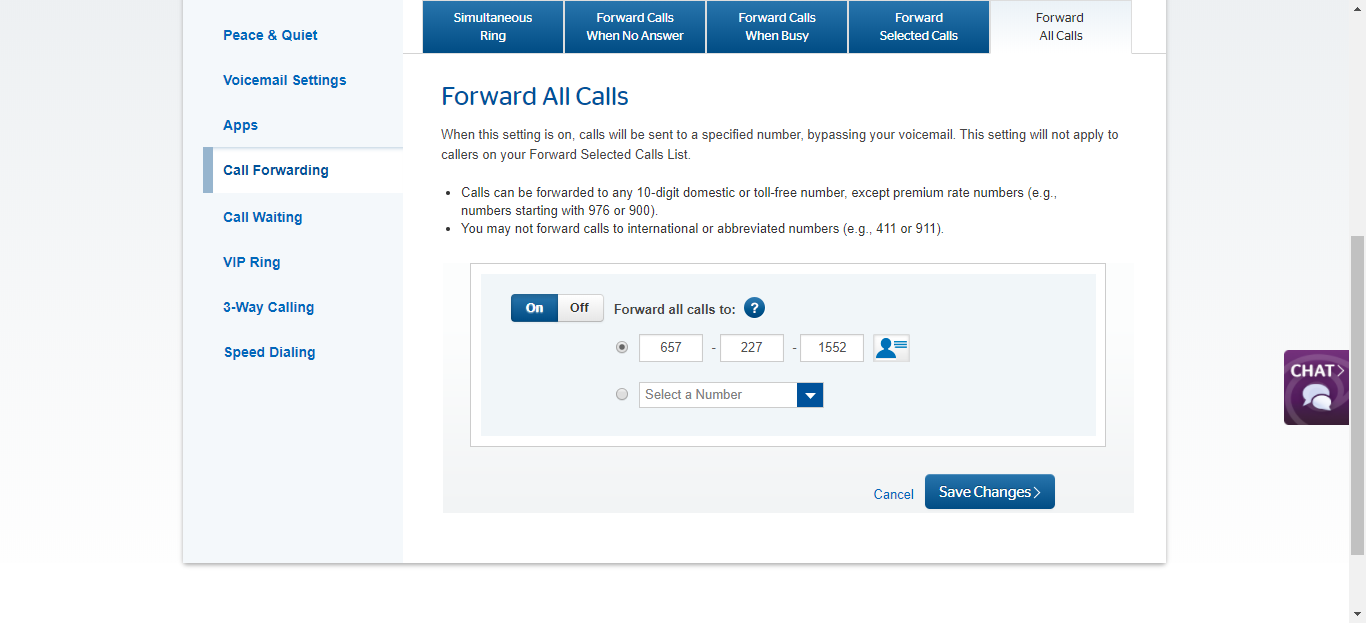 Peace & Quiet
Voicemail Settings
Apps
Call Forwarding
Call Waiting
VIP Ring
3-Way Calling
Speed Dialing
Simultaneous
Ring
Forward Calls
When No Answer
Forward Calls
When Busy
Forward
Selected Calls
Forward
All Calls
Forward All Calls
When this setting is on, calls will be sent to a specified number, bypassing your voicemail. This setting will not apply to
callers on your Forward Selected Calls List.
• Calls can be forwarded to any 10-digit domestic or toll-free number, except premium rate numbers (e.g.,
numbers starting with 976 or 900).
• You may not forward calls to international or abbreviated numbers (e.g., 411 or 911).
On Off Forward all calls to: ?
657 - 227 - 1552
Select a Number
Cancel Save Changes >
CHAT >